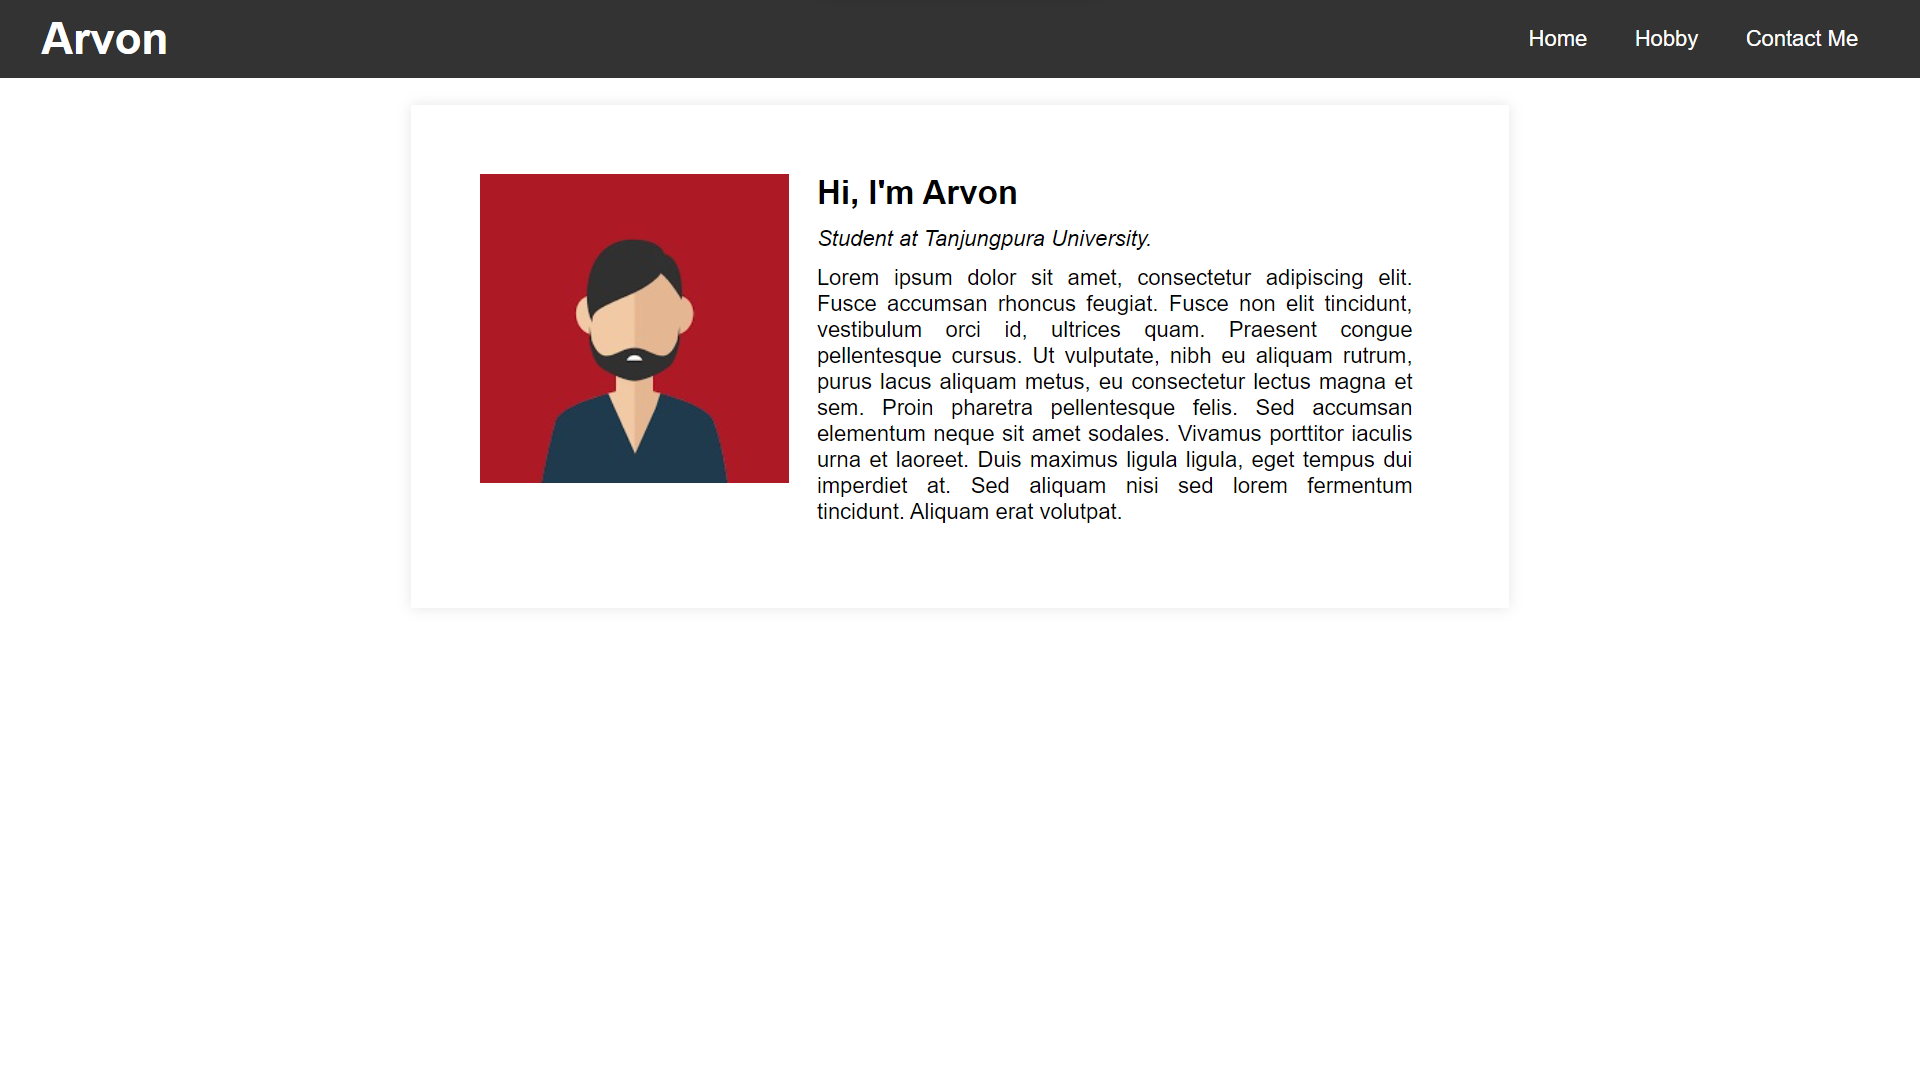 Arvon
Home Hobby Contact Me
Hi, I'm Arvon
Student at Tanjungpura University.
Lorem ipsum dolor sit amet, consectetur adipiscing elit.
Fusce accumsan rhoncus feugiat. Fusce non elit tincidunt,
vestibulum orci id, ultrices quam. Praesent congue
pellentesque cursus. Ut vulputate, nibh eu aliquam rutrum,
purus lacus aliquam metus, eu consectetur lectus magna et
sem. Proin pharetra pellentesque felis. Sed accumsan
elementum neque sit amet sodales. Vivamus porttitor iaculis
urna et laoreet. Duis maximus ligula ligula, eget tempus dui
imperdiet at. Sed aliquam nisi sed lorem fermentum
tincidunt. Aliquam erat volutpat.